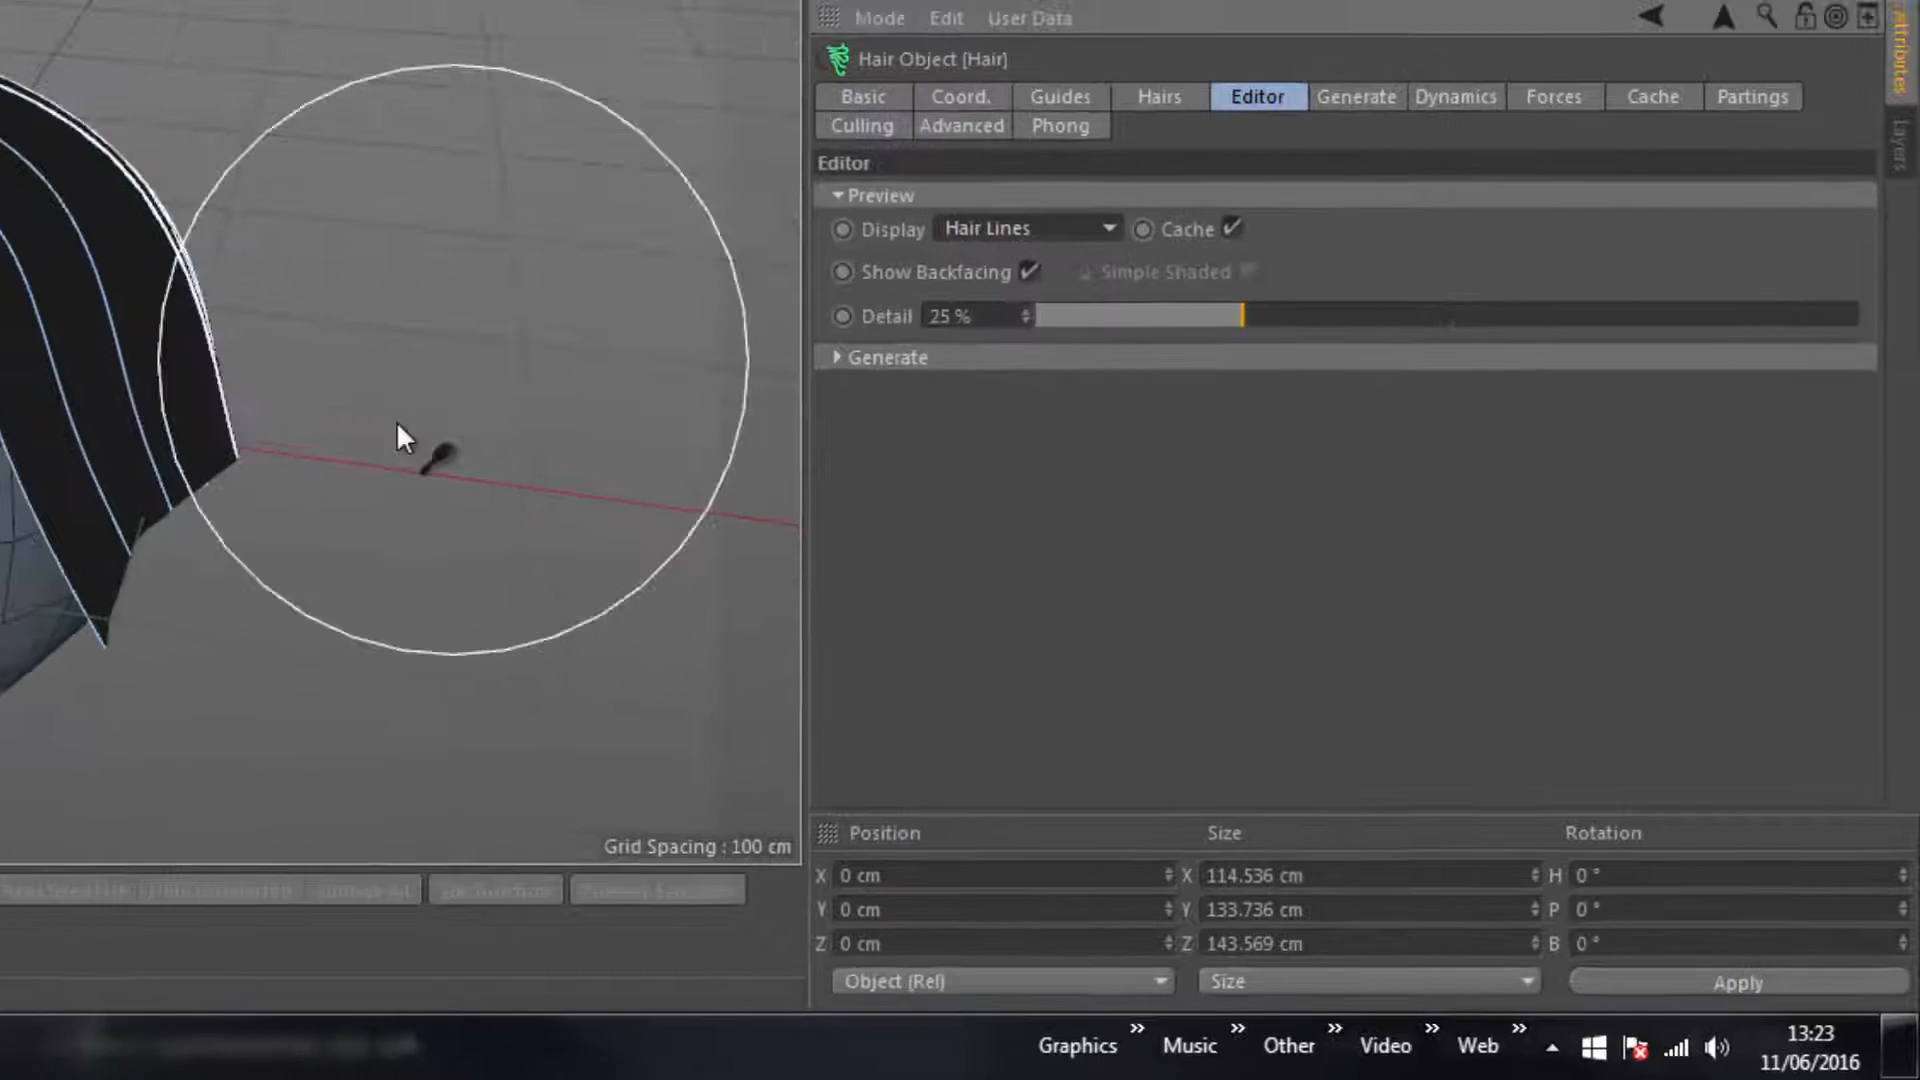 Mode Edit User Data
Attributes
Hair Object [Hair]
Basic Coord. Guides Hairs Editor Generate Dynamics Forces Cache Partings
Culling Advanced Phong
Layers
Editor
Preview
Display Hair Lines Cache
Show Backfacing Simple Shaded
Detail 25 %
Generate
Grid Spacing : 100 cm
Position Size Rotation
X 0 cm X 114.536 cm H 0 °
Y 0 cm Y 133.736 cm P 0 °
Z 0 cm Z 143.569 cm B 0 °
Object (Rel) Size Apply
Graphics » Music » Other » Video » Web »
13:23
11/06/2016